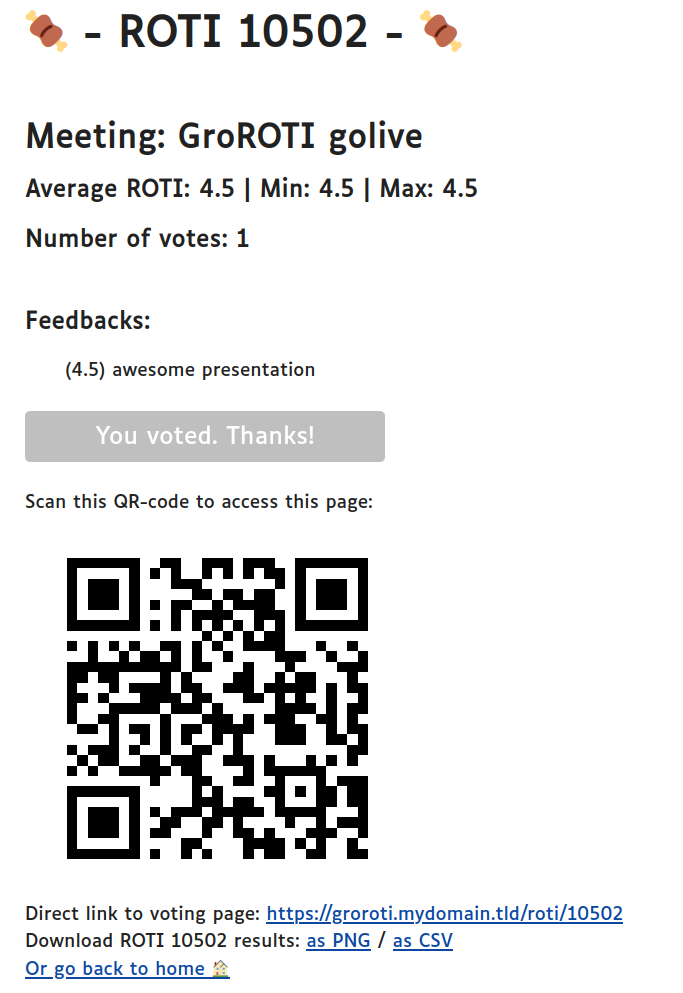 🍖 - ROTI 10502 - 🍖
Meeting: GroROTI golive
Average ROTI: 4.5 | Min: 4.5 | Max: 4.5
Number of votes: 1
Feedbacks:
(4.5) awesome presentation
You voted. Thanks!
Scan this QR-code to access this page:
Direct link to voting page: https://groroti.mydomain.tld/roti/10502
Download ROTI 10502 results: as PNG / as CSV
Or go back to home 🏠